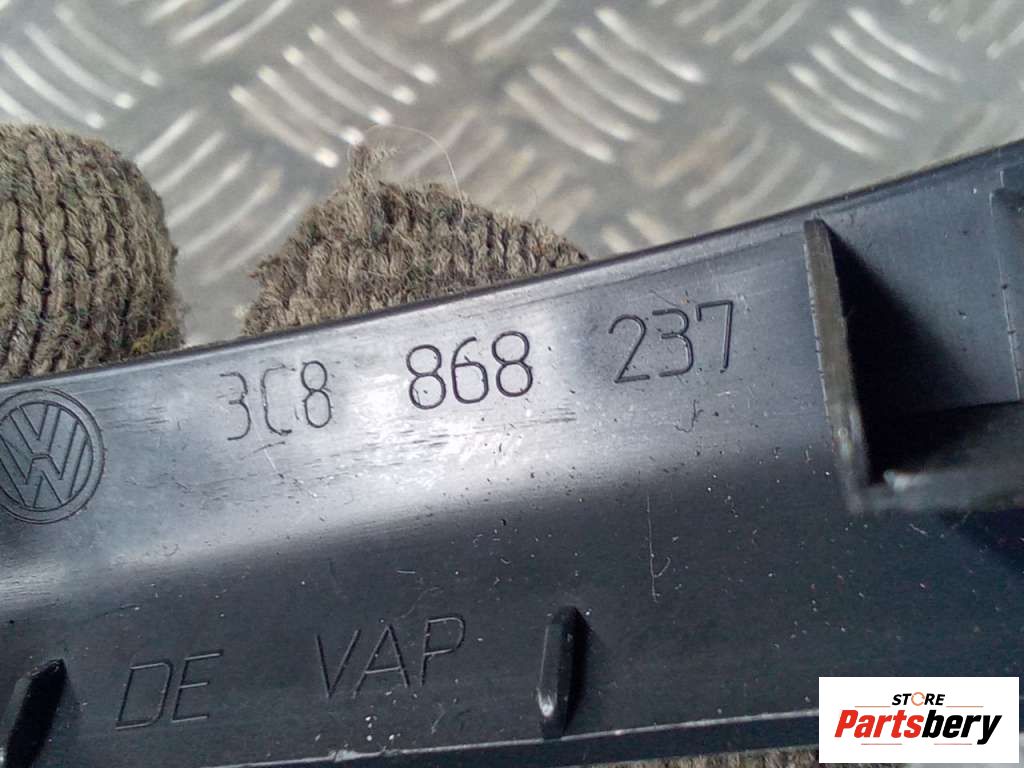 3C8 868 237
DE VAP
STORE
Partsbery